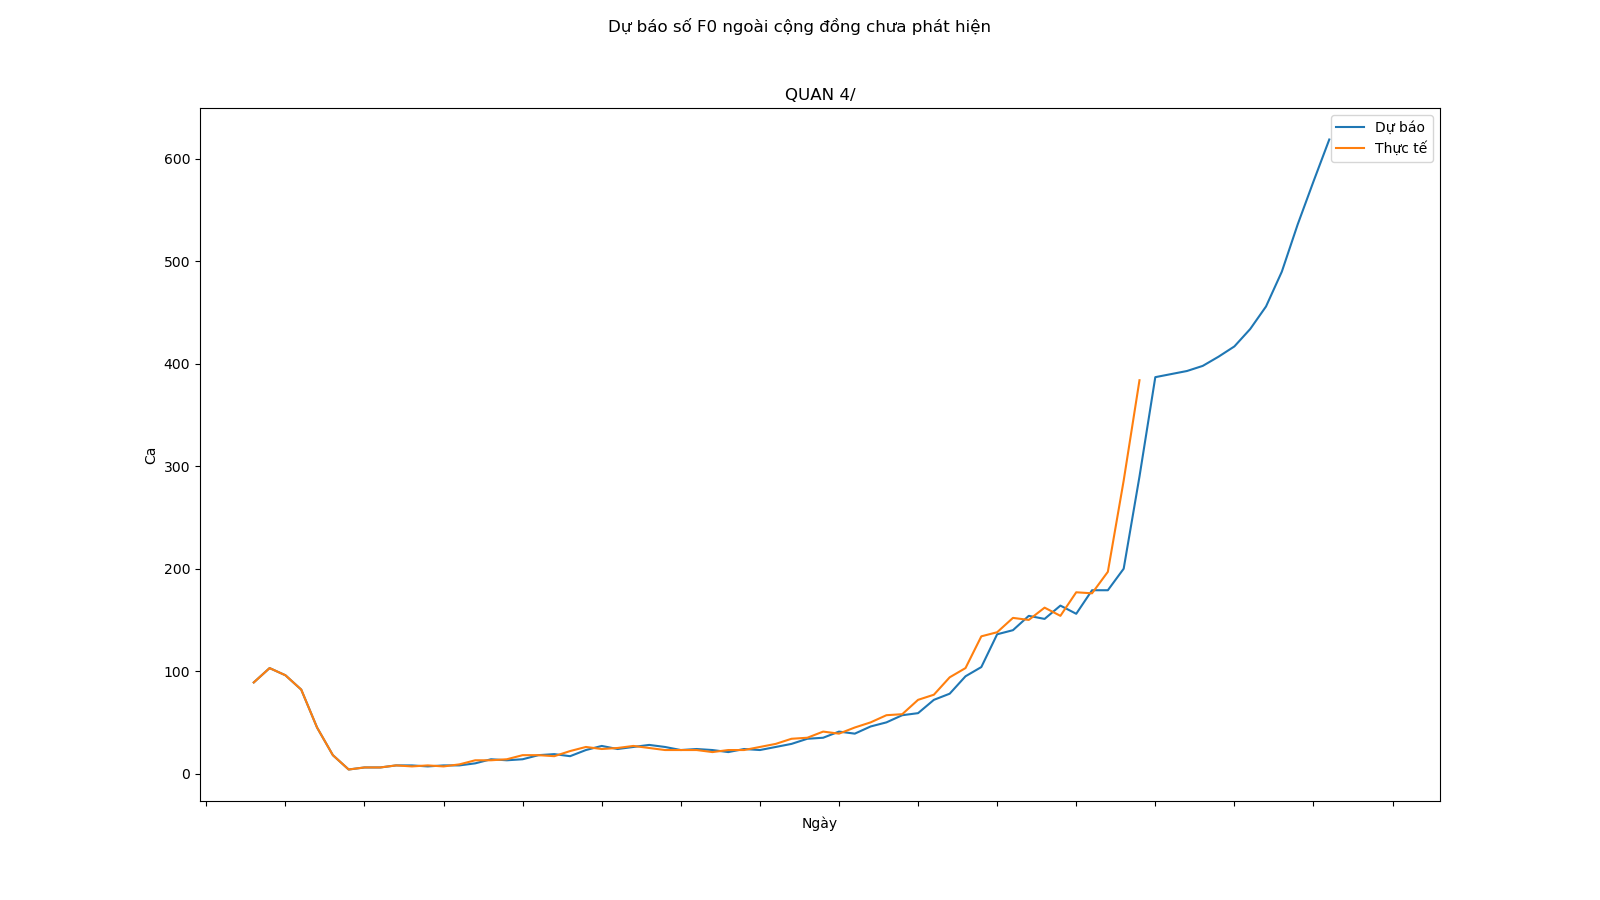 Dự báo số F0 ngoài cộng đồng chưa phát hiện
QUAN 4/
Dự báo
Thực tế
600
500
400
300
200
100
0
Ca
Ngày